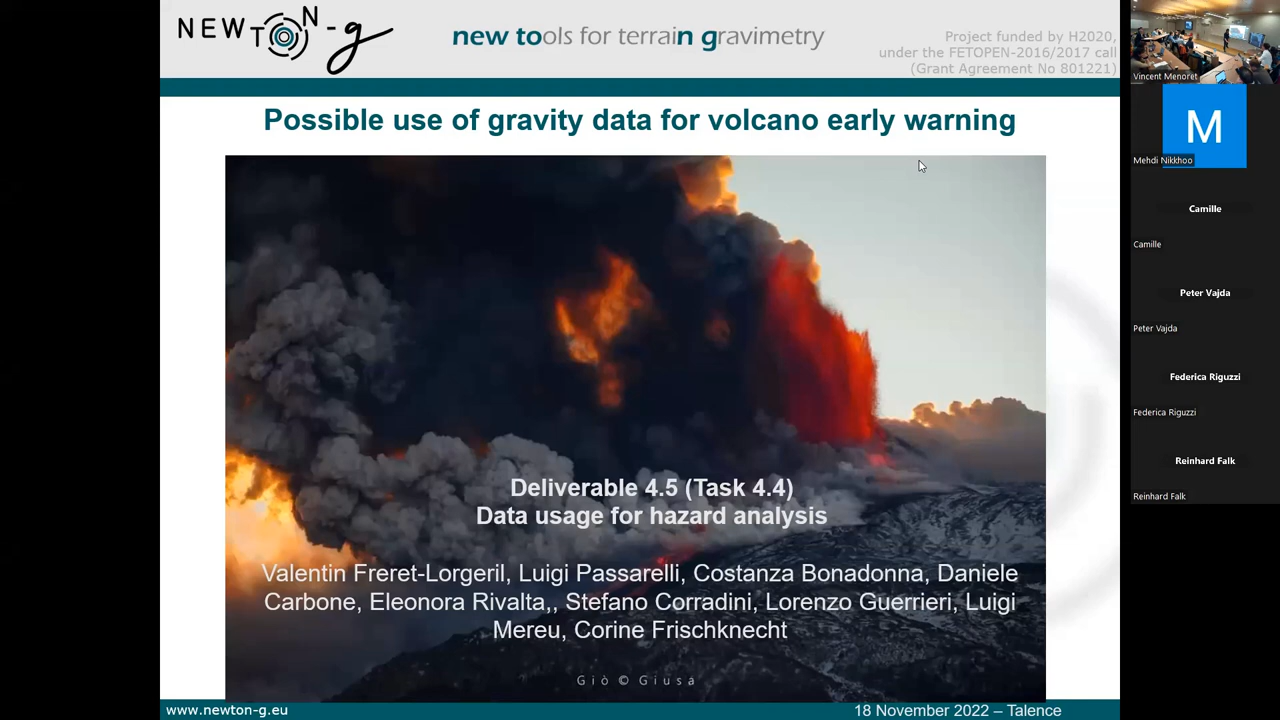 NEWTON-g
new tools for terrain gravimetry
Project funded by H2020,
under the FETOPEN-2016/2017 call
(Grant Agreement No 801221)
Possible use of gravity data for volcano early warning
Deliverable 4.5 (Task 4.4)
Data usage for hazard analysis
Valentin Freret-Lorgeril, Luigi Passarelli, Costanza Bonadonna, Daniele
Carbone, Eleonora Rivalta,, Stefano Corradini, Lorenzo Guerrieri, Luigi
Mereu, Corine Frischknecht
Giò © Giusa
www.newton-g.eu
18 November 2022 – Talence
Vincent Menoret
M
Mehdi Nikkhoo
Camille
Camille
Peter Vajda
Peter Vajda
Federica Riguzzi
Federica Riguzzi
Reinhard Falk
Reinhard Falk